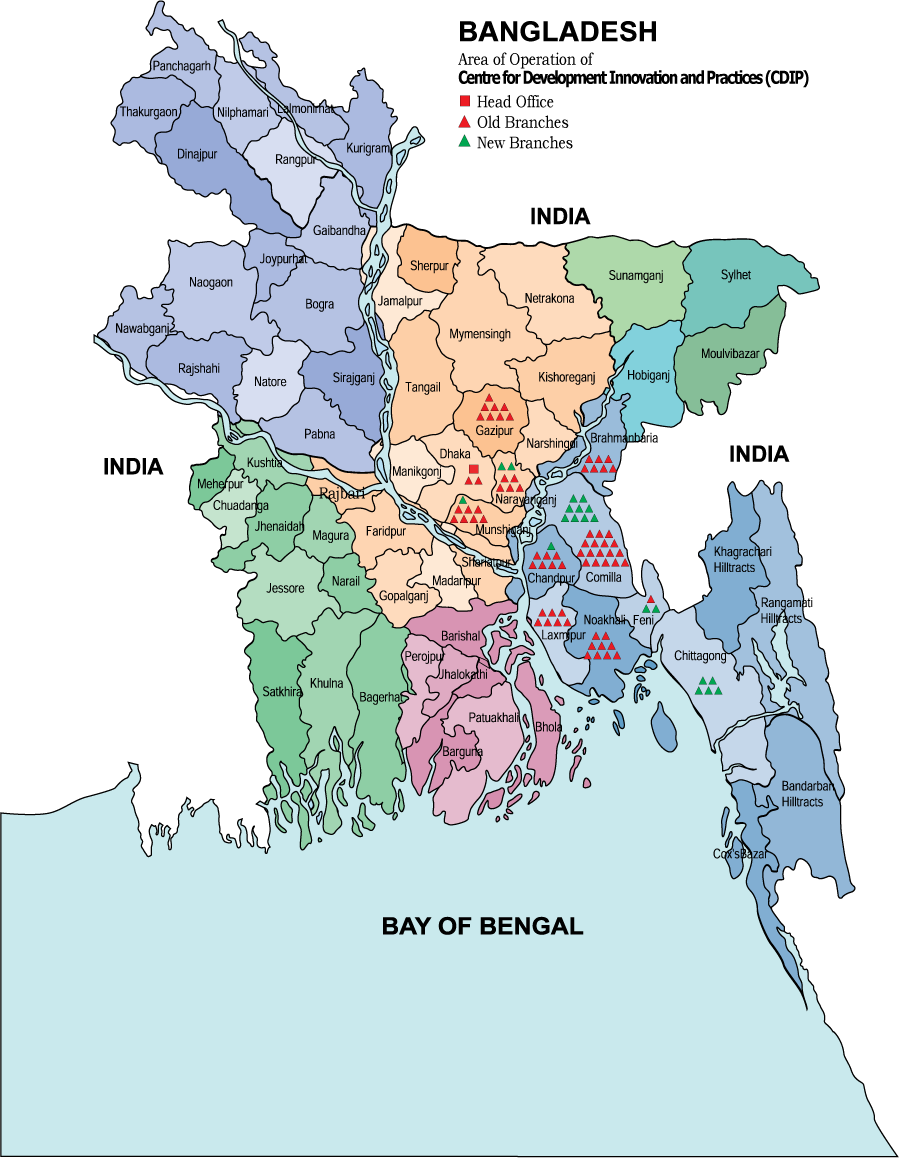 BANGLADESH
Area of Operation of
Centre for Development Innovation and Practices (CDIP)
Head Office
Old Branches
New Branches
Panchagarh
Thakurgaon
Nilphamari
Lalmonirhat
Dinajpur
Rangpur
Kurigram
INDIA
Gaibandha
Joypurhat
Sherpur
Sunamganj
Sylhet
Naogaon
Jamalpur
Netrakona
Bogra
Nawabganj
Mymensingh
Moulvibazar
Rajshahi
Natore
Sirajganj
Tangail
Kishoreganj
Hobiganj
Pabna
Gazipur
Narshingdi
Brahmanbaria
INDIA
INDIA
Kushtia
Dhaka
Manikgonj
Meherpur
Rajbari
Narayanganj
Chuadanga
Jhenaidah
Magura
Faridpur
Munshiganj
Shariatpur
Khagrachari
Hilltracts
Jessore
Narail
Gopalganj
Madaripur
Chandpur
Comilla
Rangamati
Hilltracts
Barishal
Laxmipur
Noakhali
Feni
Perojpur
Jhalokathi
Chittagong
Satkhira
Khulna
Bagerhat
Patuakhali
Bhola
Barguna
Bandarban
Hilltracts
Cox'sBazar
BAY OF BENGAL